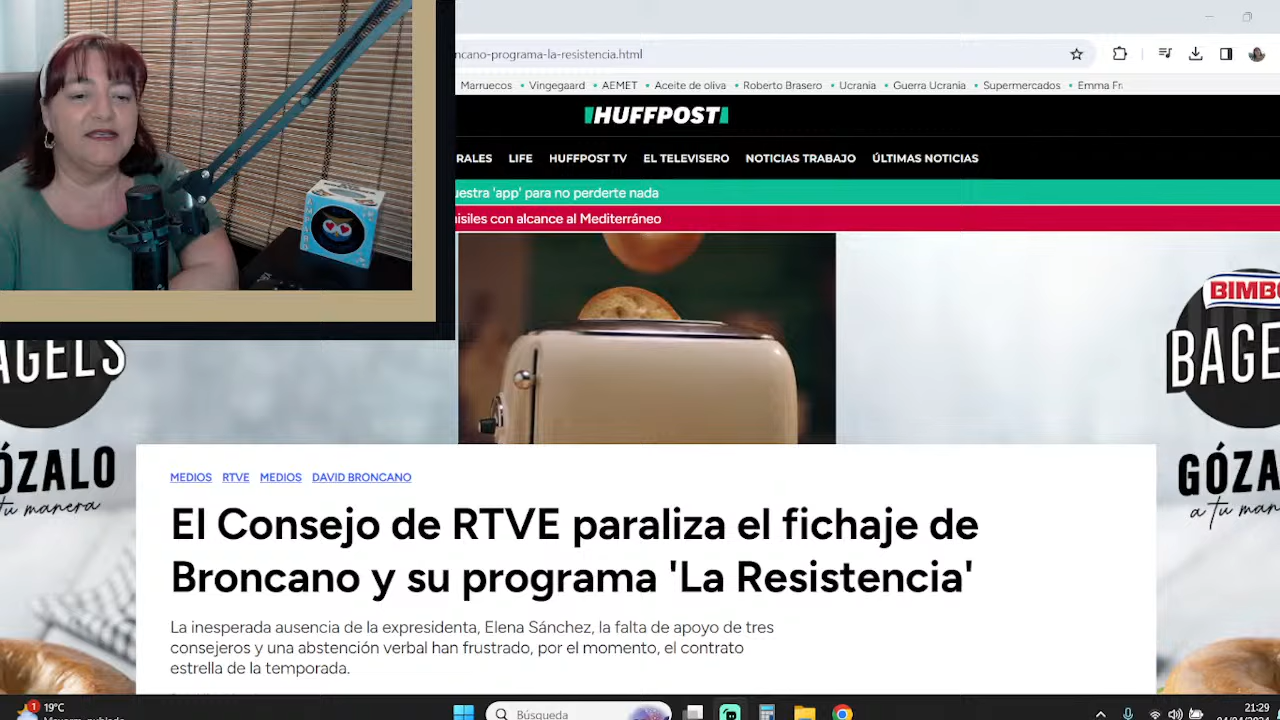 ncano-programa-la-resistencia.html
Marruecos • Vingegaard • AEMET • Aceite de oliva • Roberto Brasero • Ucrania • Guerra Ucrania • Supermercados • Emma Fr
HUFFPOST
RALES LIFE HUFFPOST TV EL TELEVISERO NOTICIAS TRABAJO ÚLTIMAS NOTICIAS
uestra 'app' para no perderte nada
isiles con alcance al Mediterráneo
BIMBO
BAGELS
BAGE
GÓZALO
a tu manera
GÓZA
a tu man
MEDIOS RTVE MEDIOS DAVID BRONCANO
El Consejo de RTVE paraliza el fichaje de
Broncano y su programa 'La Resistencia'
La inesperada ausencia de la expresidenta, Elena Sánchez, la falta de apoyo de tres
consejeros y una abstención verbal han frustrado, por el momento, el contrato
estrella de la temporada.
1
19°C
Búsqueda
21:29